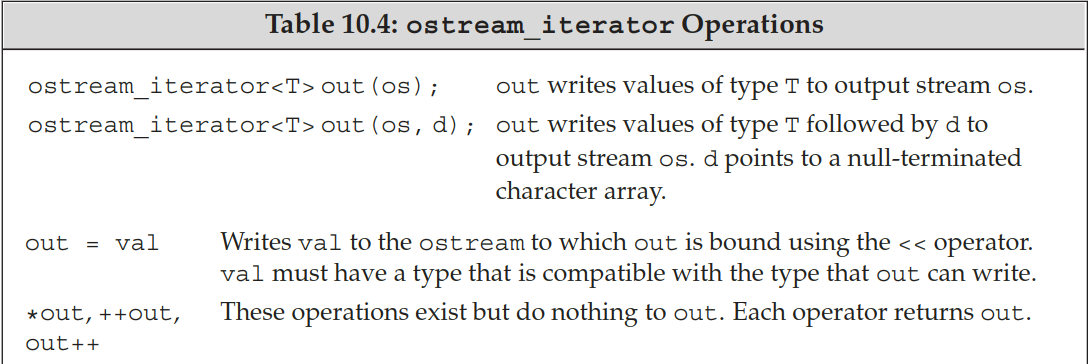 Table 10.4: ostream_iterator Operations
ostream_iterator<T> out(os); out writes values of type T to output stream os.
ostream_iterator<T> out(os, d); out writes values of type T followed by d to
output stream os. d points to a null-terminated
character array.
out = val Writes val to the ostream to which out is bound using the << operator.
val must have a type that is compatible with the type that out can write.
*out, ++out, These operations exist but do nothing to out. Each operator returns out.
out++